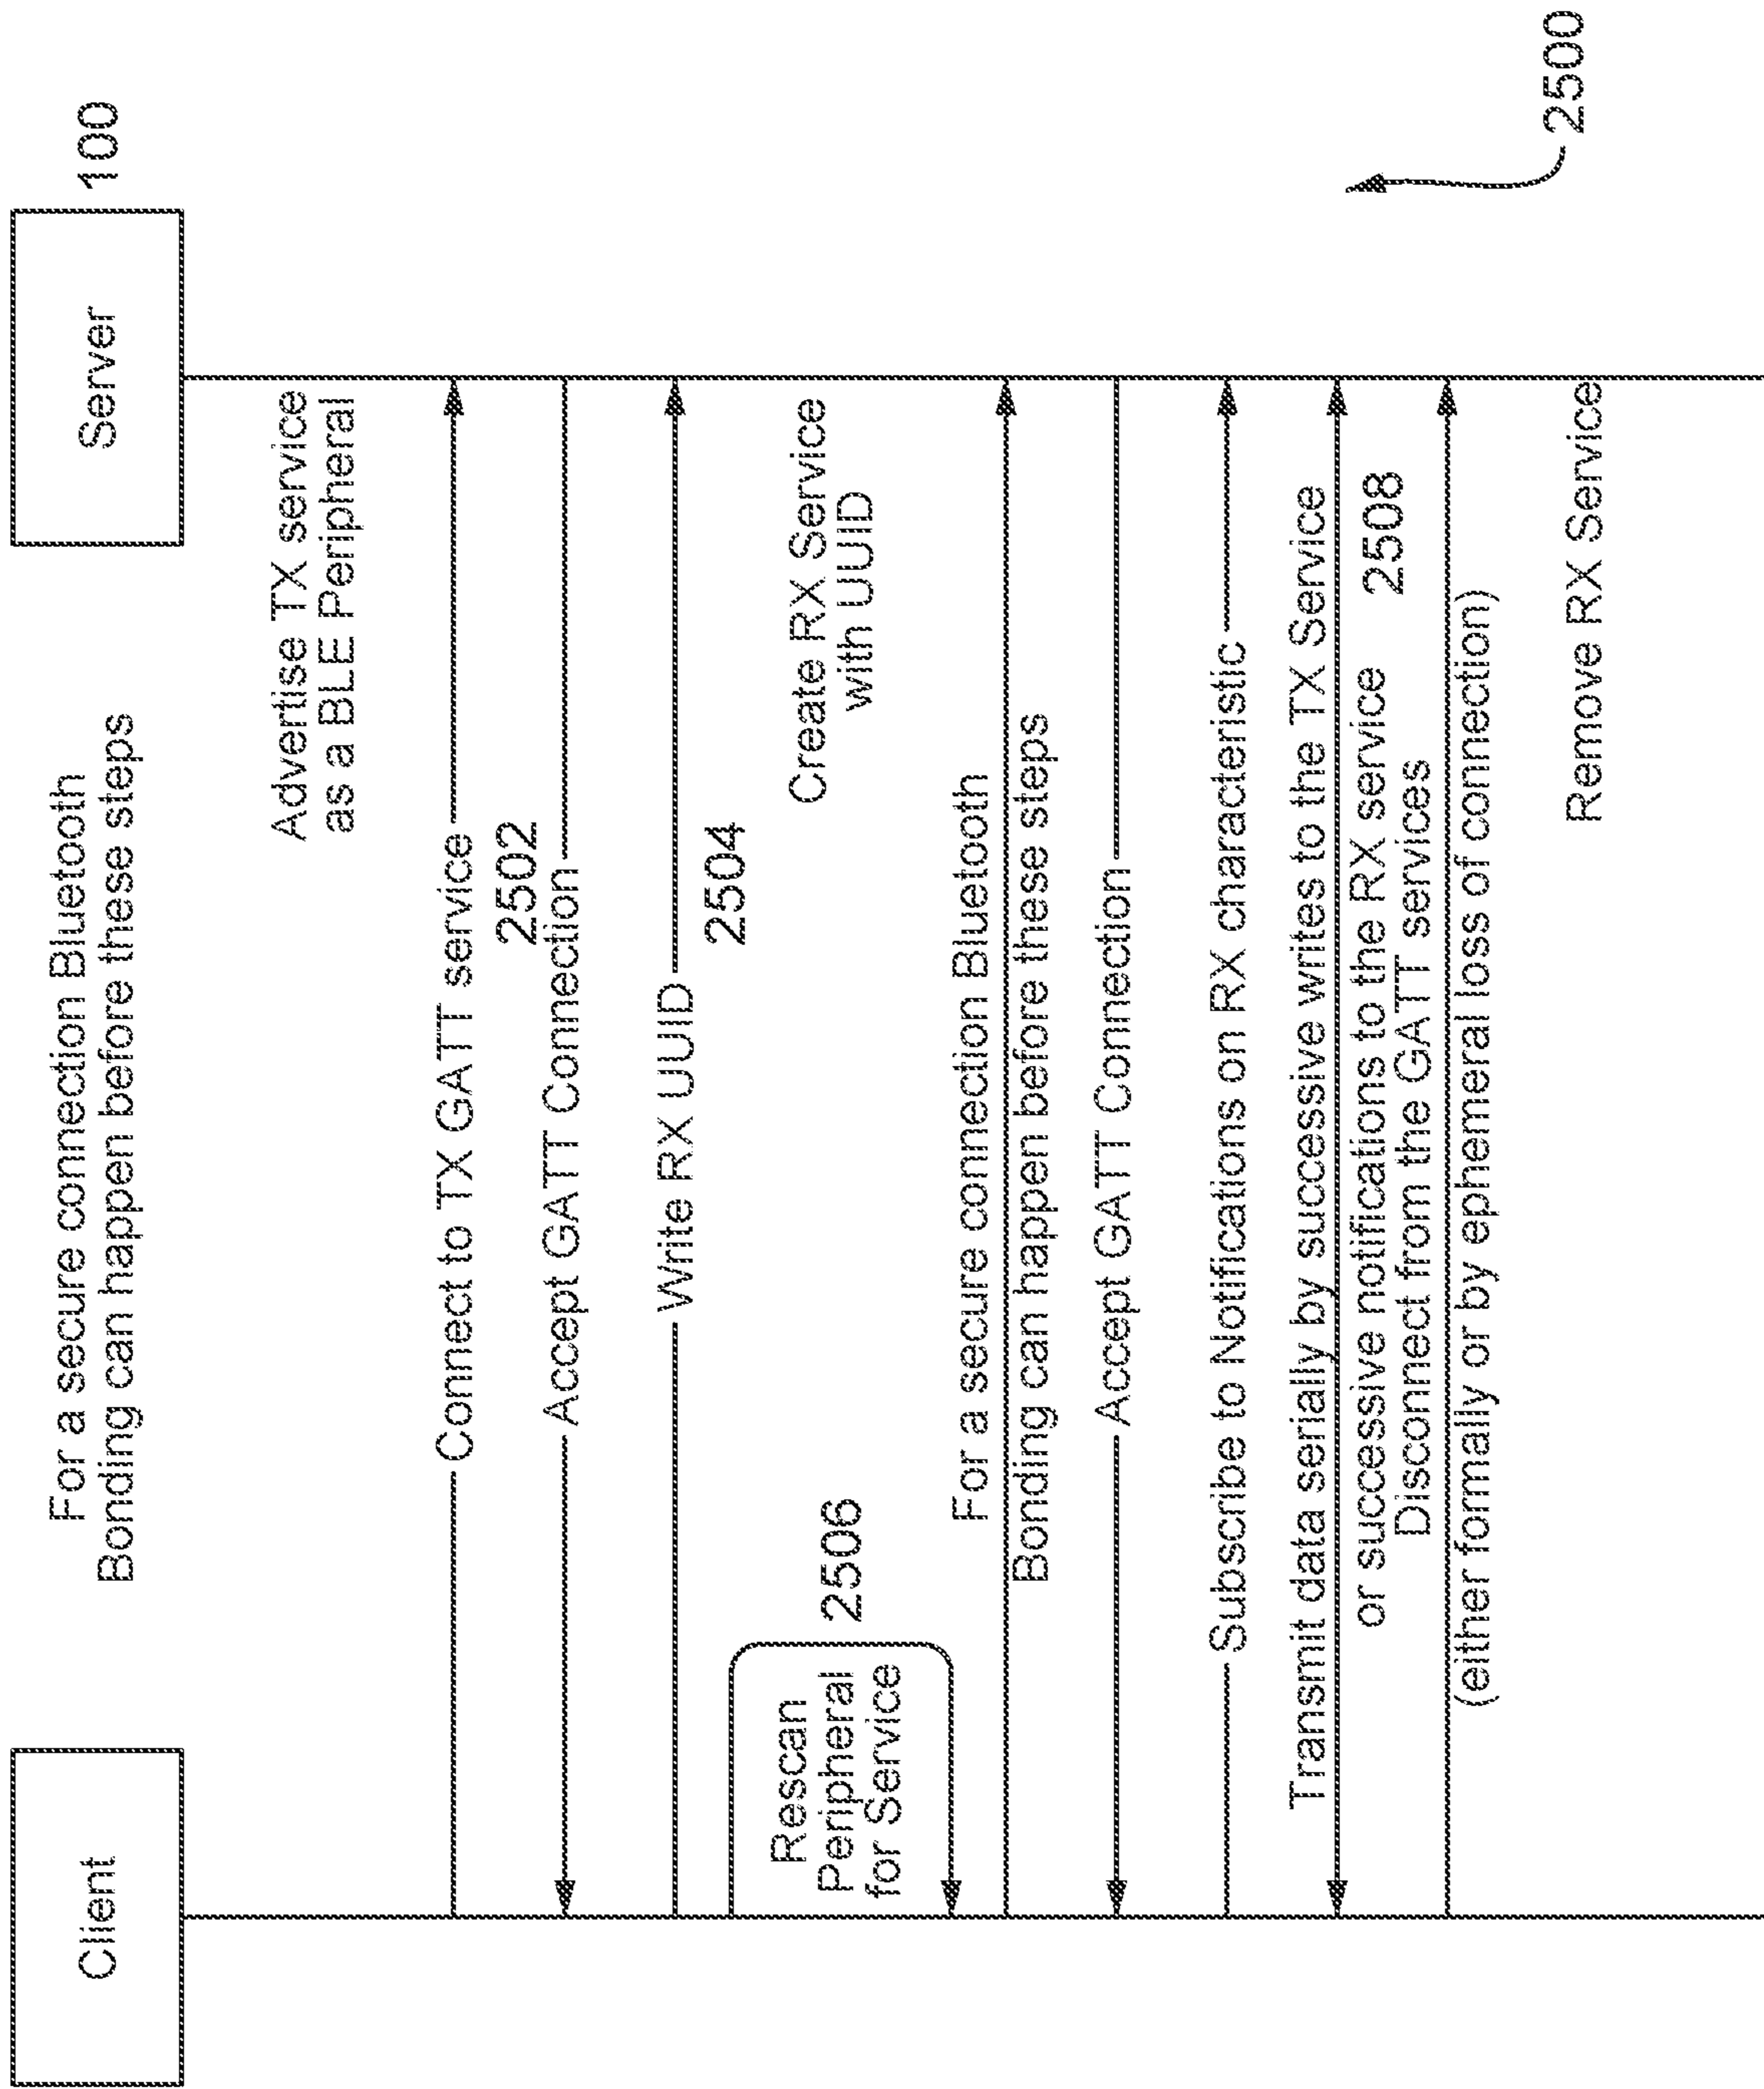 Client
Server
100
For a secure connection Bluetooth
Bonding can happen before these steps
Advertise TX service
as a BLE Peripheral
Connect to TX GATT service
2502
Accept GATT Connection
Write RX UUID
2504
Rescan
Peripheral
for Service
2506
Create RX Service
with UUID
For a secure connection Bluetooth
Bonding can happen before these steps
Accept GATT Connection
Subscribe to Notifications on RX characteristic
Transmit data serially by successive writes to the TX Service
or successive notifications to the RX service
2508
Disconnect from the GATT services
(either formally or by ephemeral loss of connection)
Remove RX Service
2500